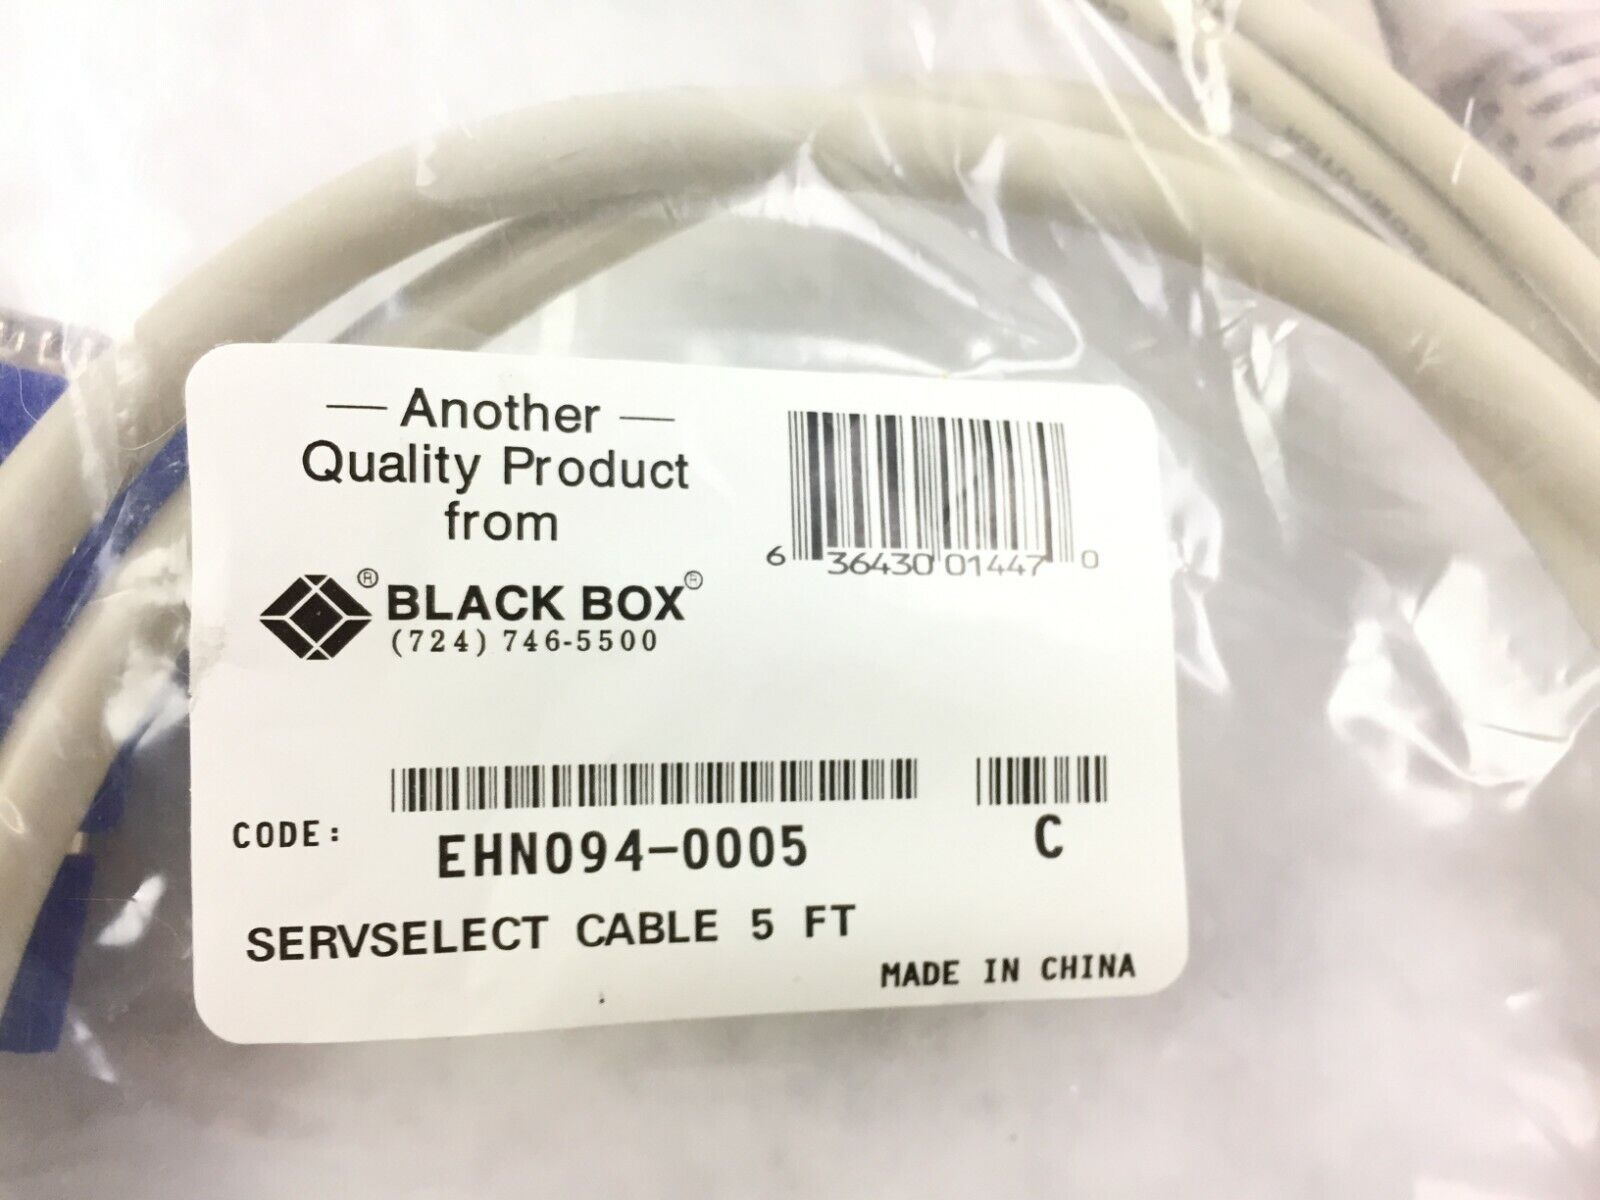 — Another —
Quality Product
from
® BLACK BOX®
(724) 746-5500
6 36430 01447 0
CODE:
EHN094-0005
C
SERVSELECT CABLE 5 FT
MADE IN CHINA